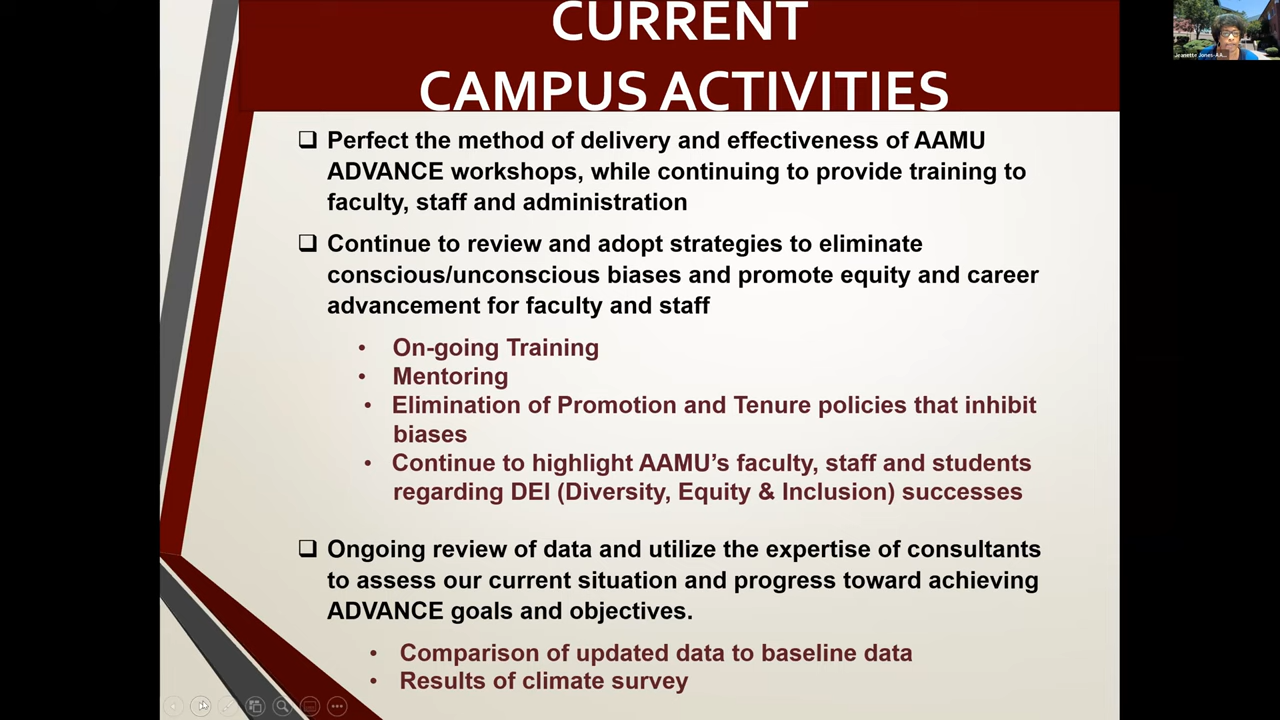 CURRENT
CAMPUS ACTIVITIES
Perfect the method of delivery and effectiveness of AAMU
ADVANCE workshops, while continuing to provide training to
faculty, staff and administration
Continue to review and adopt strategies to eliminate
conscious/unconscious biases and promote equity and career
advancement for faculty and staff
• On-going Training
• Mentoring
• Elimination of Promotion and Tenure policies that inhibit
biases
• Continue to highlight AAMU's faculty, staff and students
regarding DEI (Diversity, Equity & Inclusion) successes
Ongoing review of data and utilize the expertise of consultants
to assess our current situation and progress toward achieving
ADVANCE goals and objectives.
• Comparison of updated data to baseline data
• Results of climate survey
Jeanette Jones-AA...